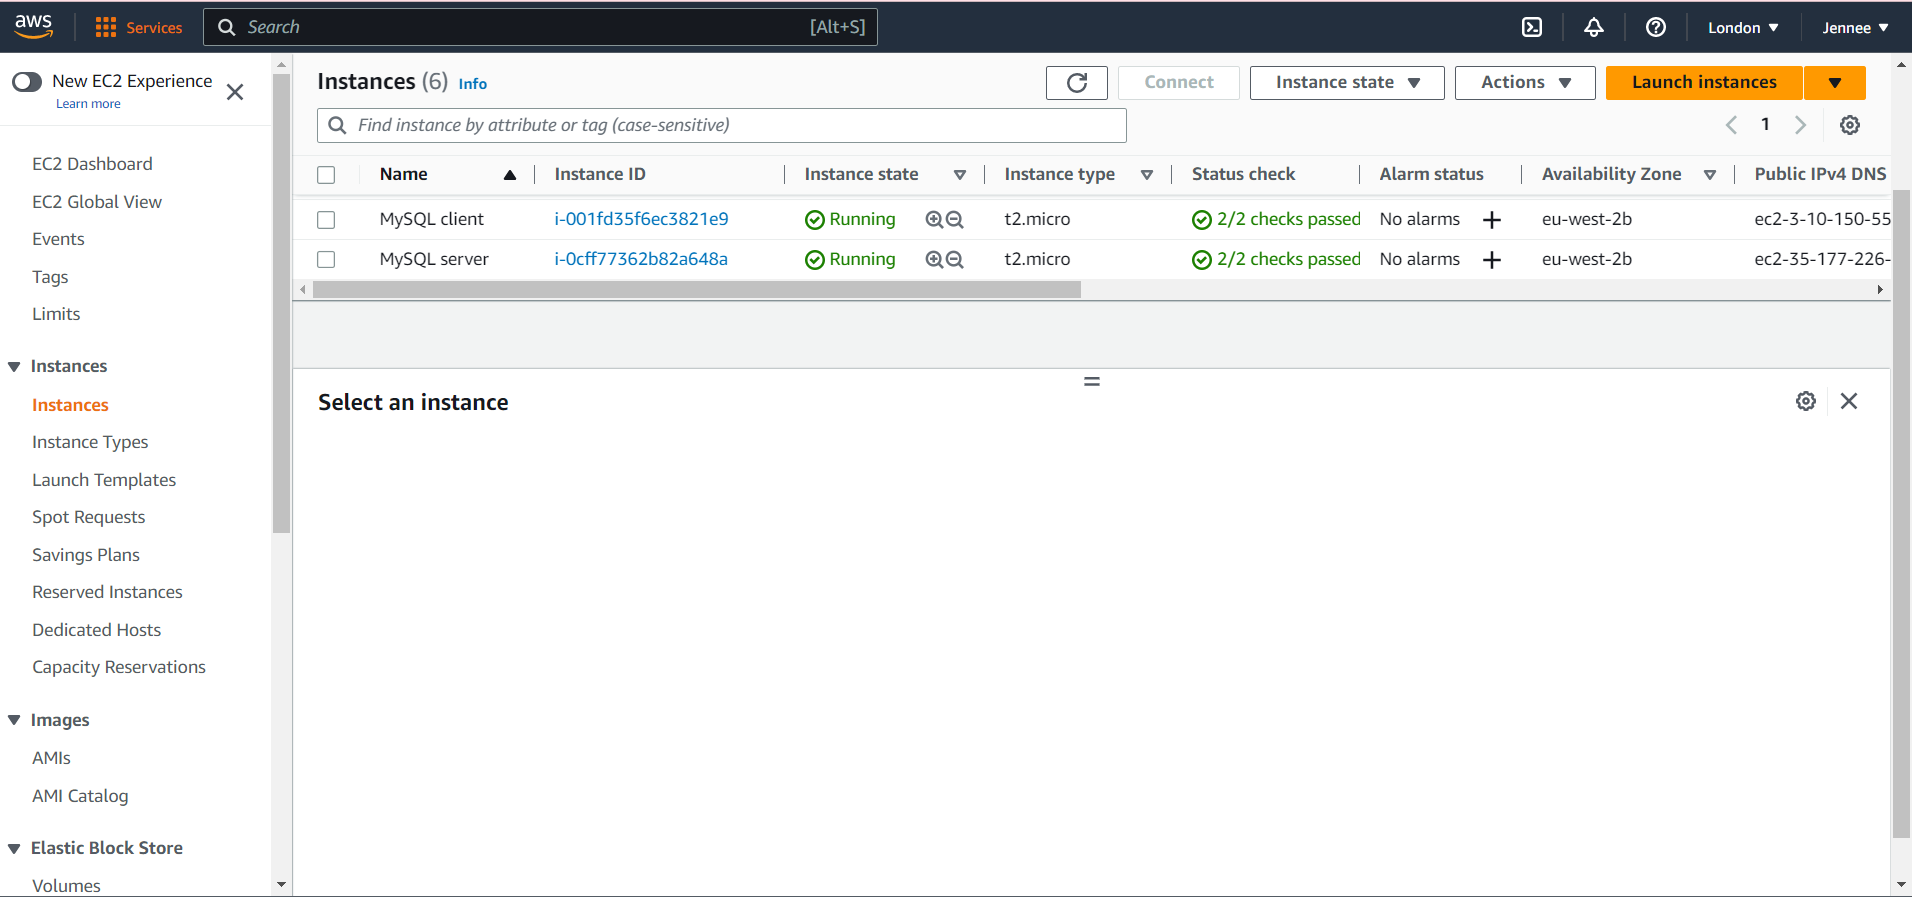 aws
Services
Search [Alt+S]
London
Jennee
New EC2 Experience
Learn more
EC2 Dashboard
EC2 Global View
Events
Tags
Limits
Instances
Instances
Instance Types
Launch Templates
Spot Requests
Savings Plans
Reserved Instances
Dedicated Hosts
Capacity Reservations
Images
AMIs
AMI Catalog
Elastic Block Store
Volumes
Instances (6) Info
Connect
Instance state
Actions
Launch instances
Find instance by attribute or tag (case-sensitive)
1
Name Instance ID Instance state Instance type Status check Alarm status Availability Zone Public IPv4 DNS
MySQL client i-001fd35f6ec3821e9 Running t2.micro 2/2 checks passed No alarms + eu-west-2b ec2-3-10-150-55
MySQL server i-0cff77362b82a648a Running t2.micro 2/2 checks passed No alarms + eu-west-2b ec2-35-177-226-
Select an instance